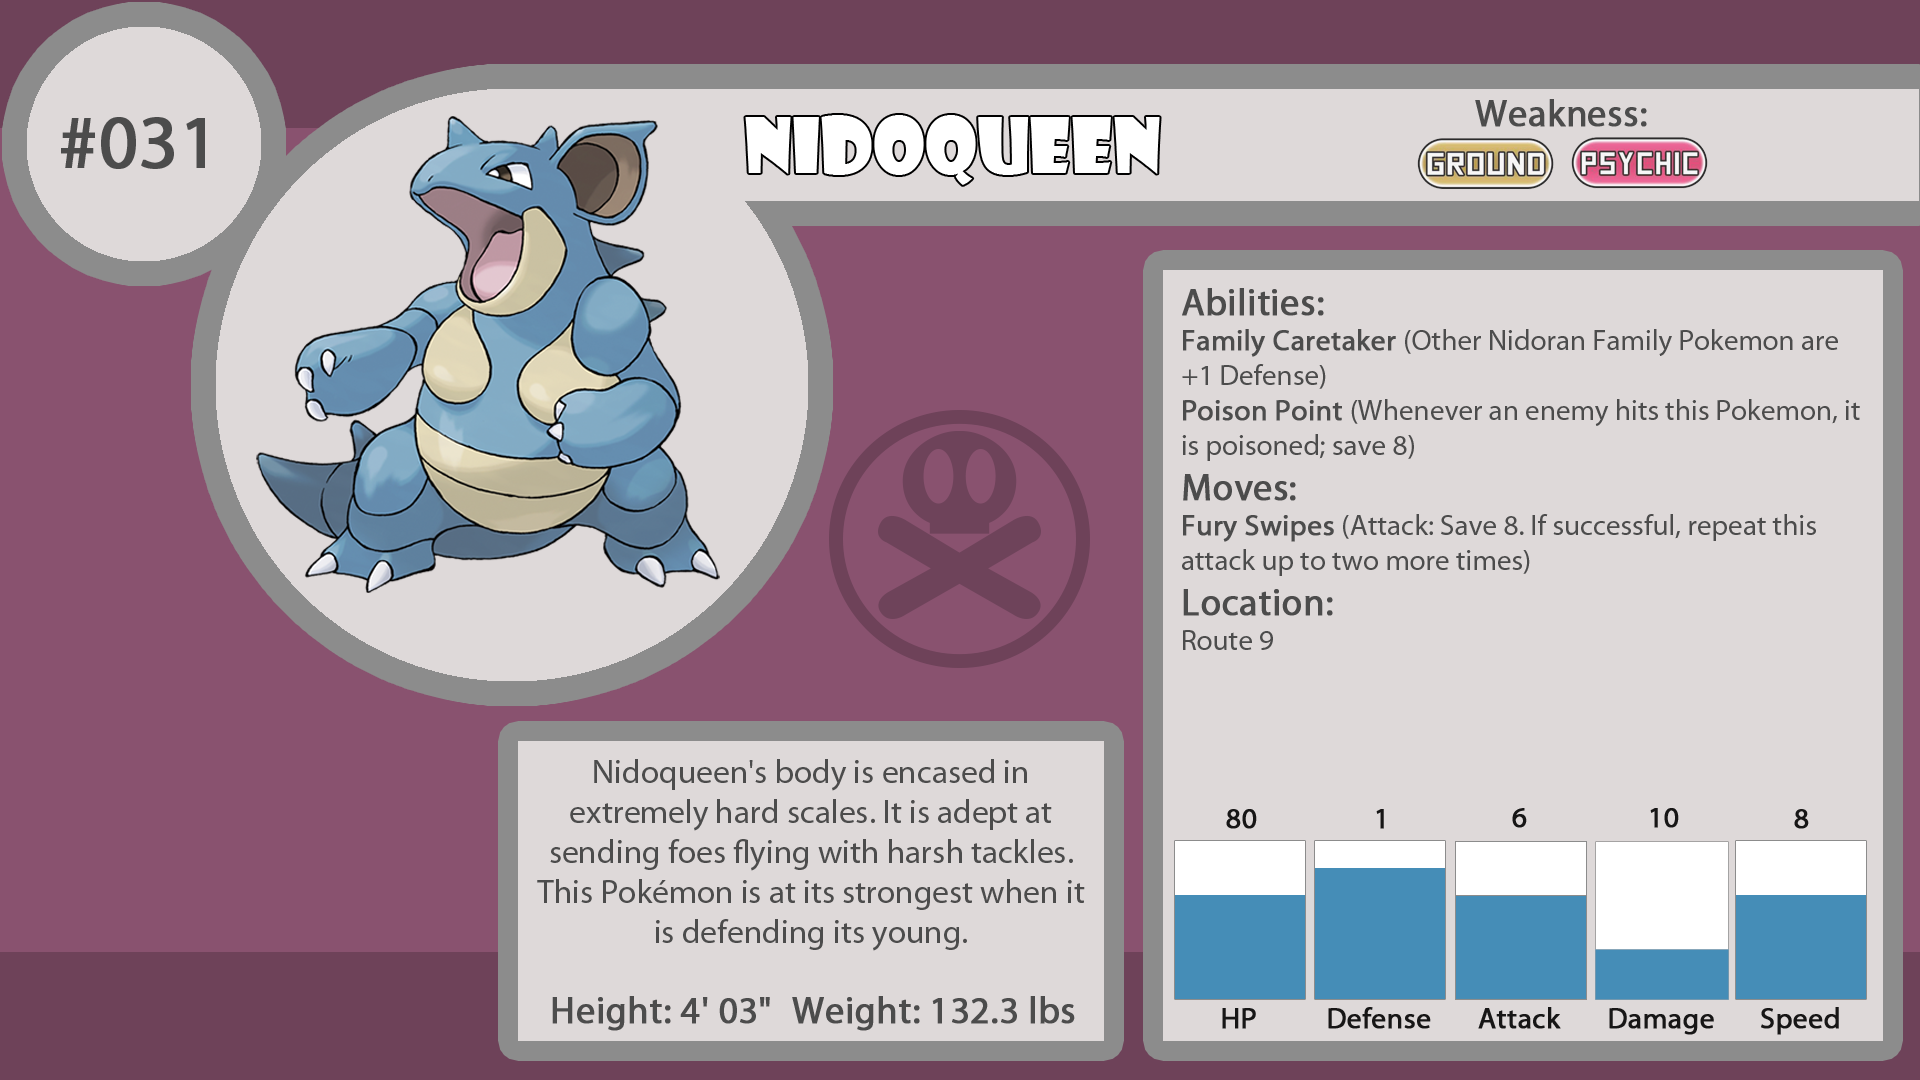 #031
NIDOQUEEN
Weakness:
GROUND PSYCHIC
Abilities:
Family Caretaker (Other Nidoran Family Pokemon are
+1 Defense)
Poison Point (Whenever an enemy hits this Pokemon, it
is poisoned; save 8)
Moves:
Fury Swipes (Attack: Save 8. If successful, repeat this
attack up to two more times)
Location:
Route 9
Nidoqueen's body is encased in
extremely hard scales. It is adept at
sending foes flying with harsh tackles.
This Pokémon is at its strongest when it
is defending its young.
Height: 4' 03" Weight: 132.3 lbs
80 1 6 10 8
HP Defense Attack Damage Speed